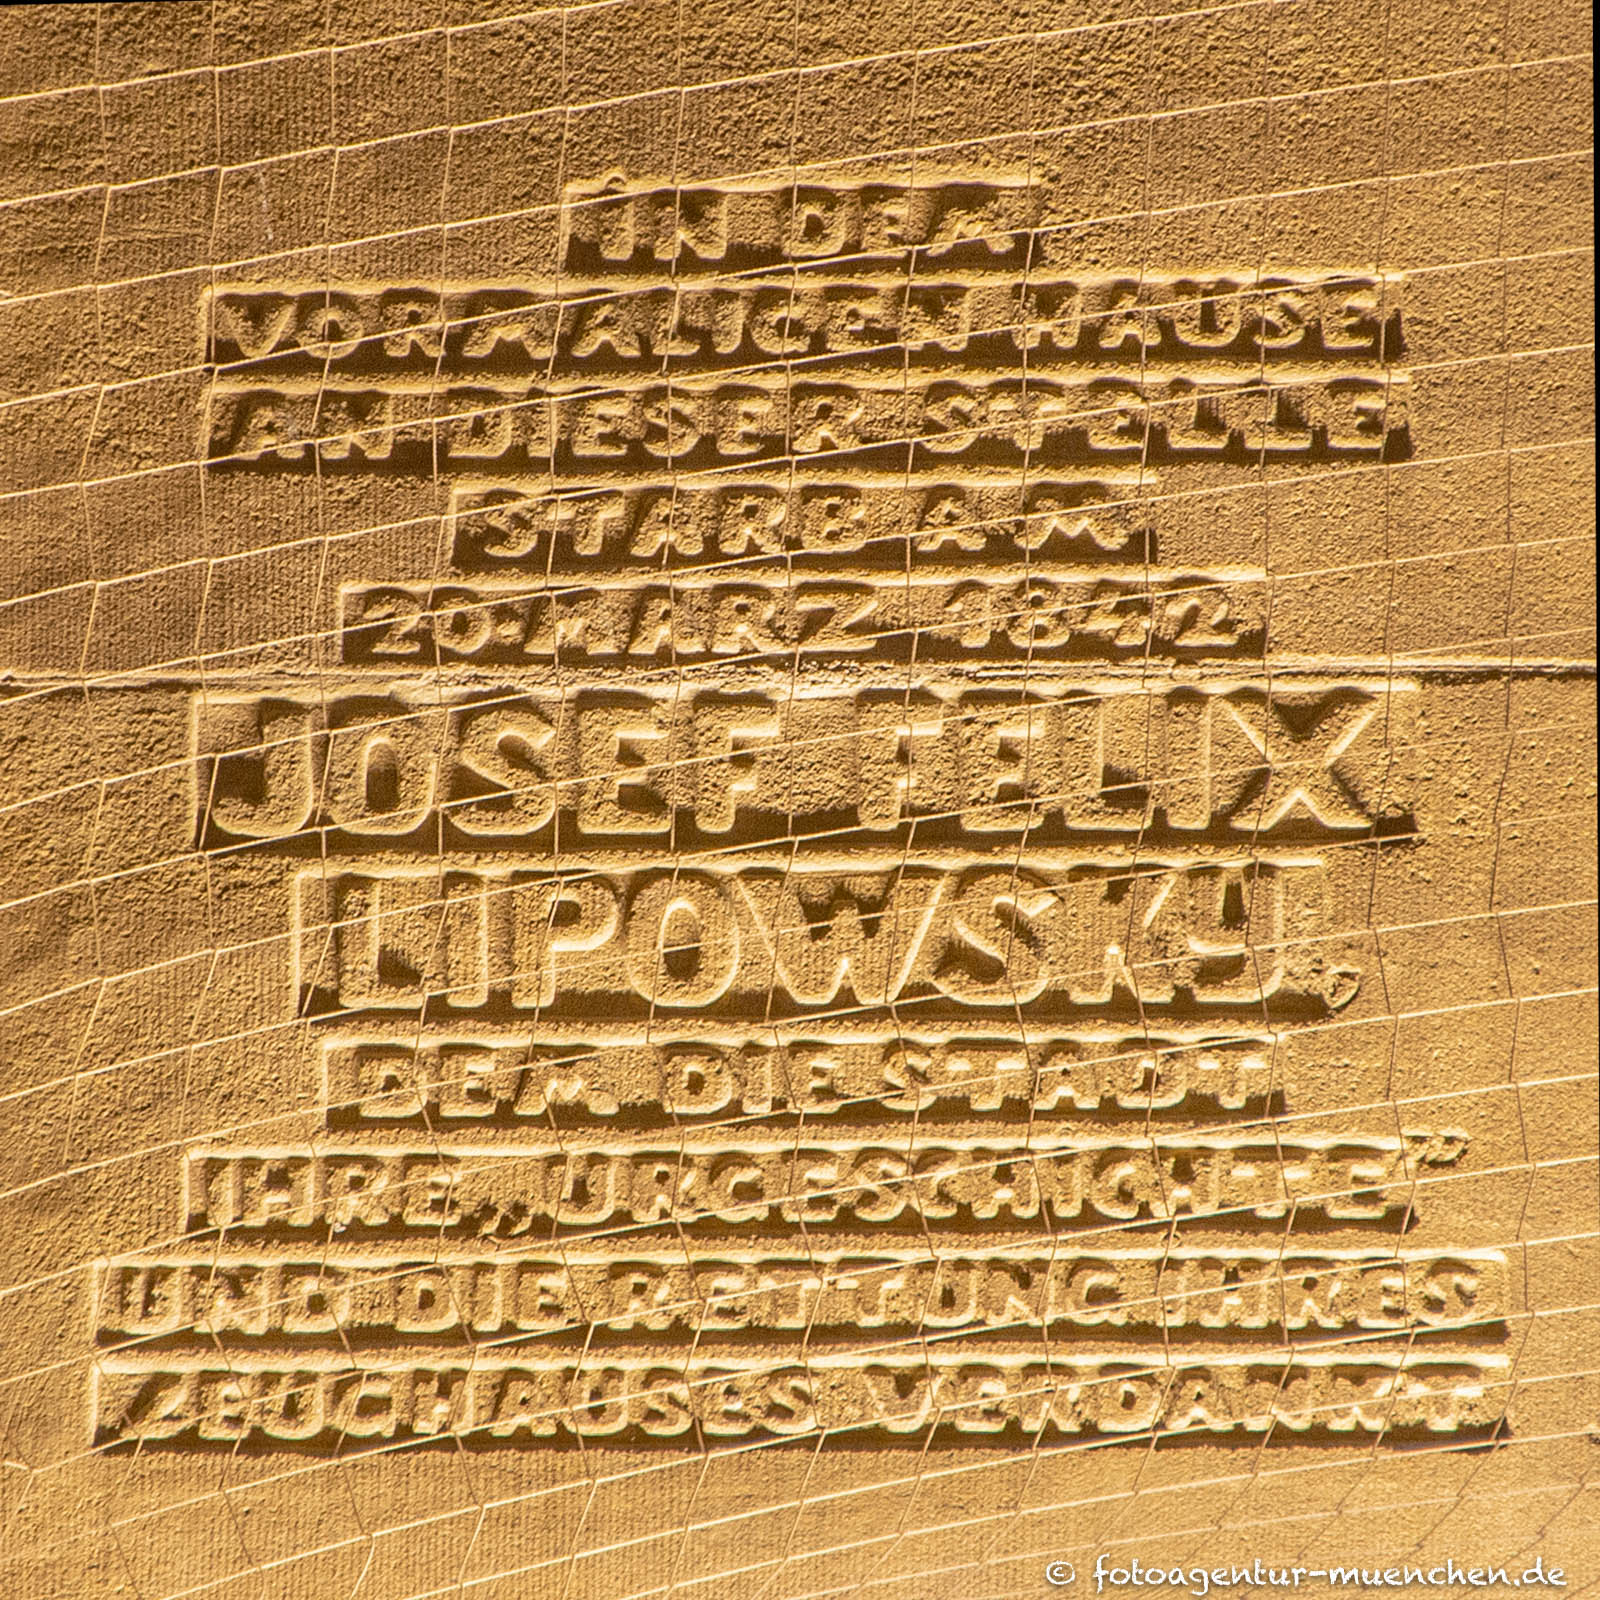 IN DEM
VORMALIGEN HAUSE
AN DIESER STELLE
STARB AM
20. MÄRZ 1842
JOSEF FELIX
LIPOWSKY,
DEM DIE STADT
IHRE „URGESCHICHTE”
UND DIE RETTUNG IHRES
ZEUGHAUSES VERDANKT
© fotoagentur-muenchen.de